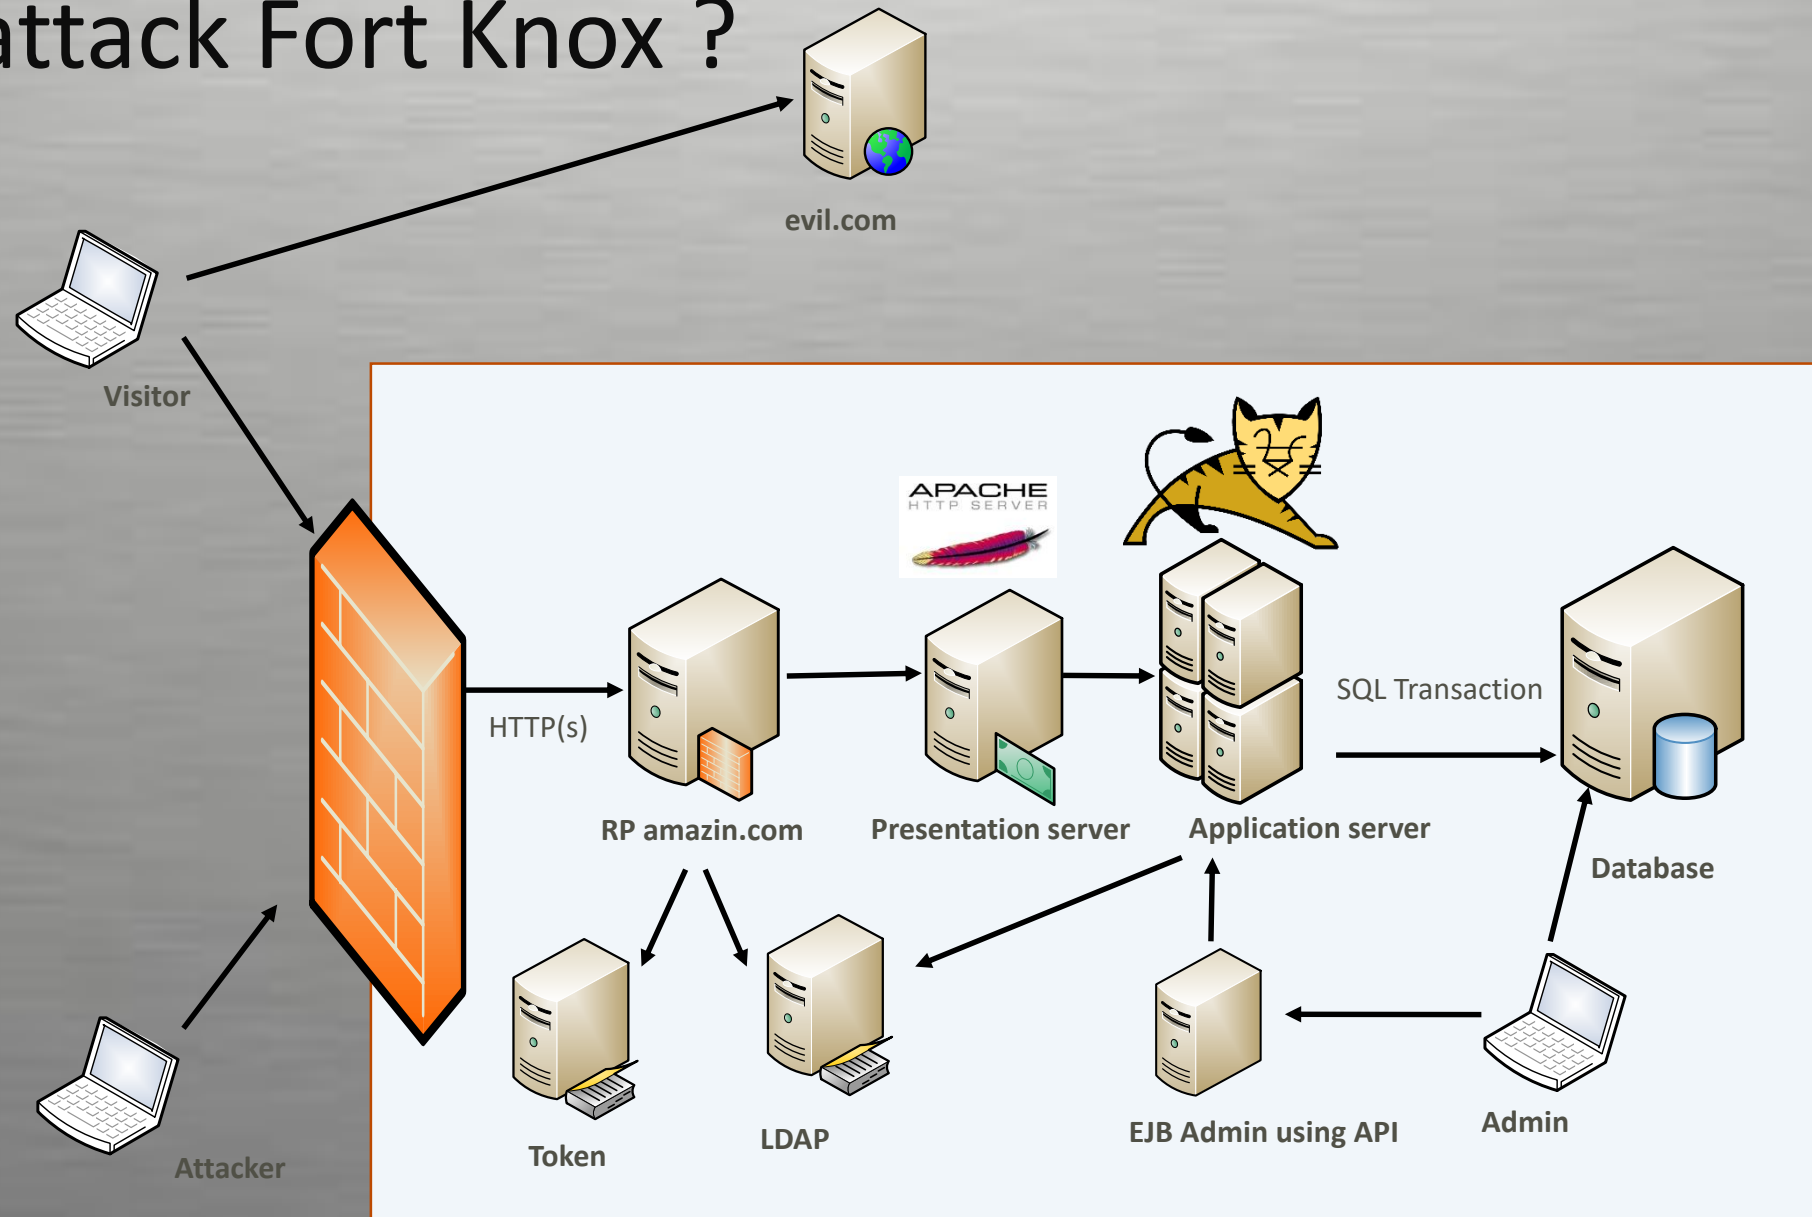 attack Fort Knox ?
evil.com
Visitor
APACHE
HTTP SERVER
SQL Transaction
HTTP(s)
RP amazin.com
Presentation server
Application server
Database
Token
LDAP
EJB Admin using API
Admin
Attacker